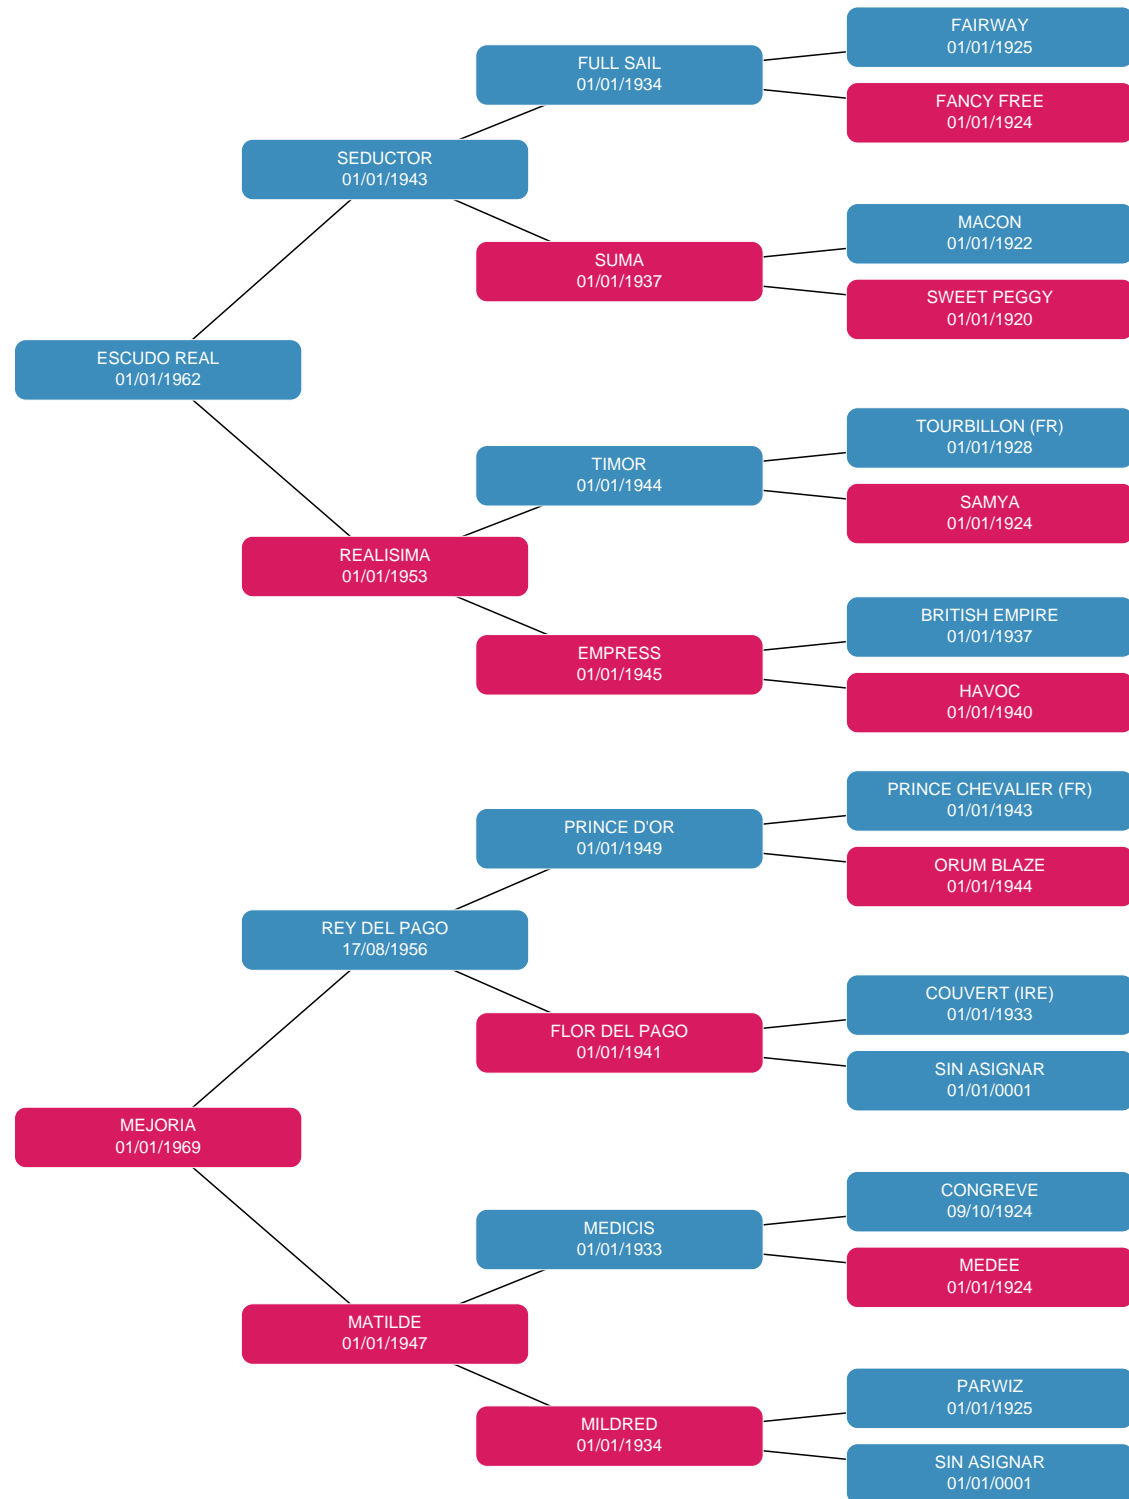 FAIRWAY
01/01/1925
FULL SAIL
01/01/1934
FANCY FREE
01/01/1924
SEDUCTOR
01/01/1943
MACON
01/01/1922
SUMA
01/01/1937
SWEET PEGGY
01/01/1920
ESCUDO REAL
01/01/1962
TOURBILLON (FR)
01/01/1928
TIMOR
01/01/1944
SAMYA
01/01/1924
REALISIMA
01/01/1953
BRITISH EMPIRE
01/01/1937
EMPRESS
01/01/1945
HAVOC
01/01/1940
PRINCE CHEVALIER (FR)
01/01/1943
PRINCE D'OR
01/01/1949
ORUM BLAZE
01/01/1944
REY DEL PAGO
17/08/1956
COUVERT (IRE)
01/01/1933
FLOR DEL PAGO
01/01/1941
SIN ASIGNAR
01/01/0001
MEJORIA
01/01/1969
CONGREVE
09/10/1924
MEDICIS
01/01/1933
MEDEE
01/01/1924
MATILDE
01/01/1947
PARWIZ
01/01/1925
MILDRED
01/01/1934
SIN ASIGNAR
01/01/0001